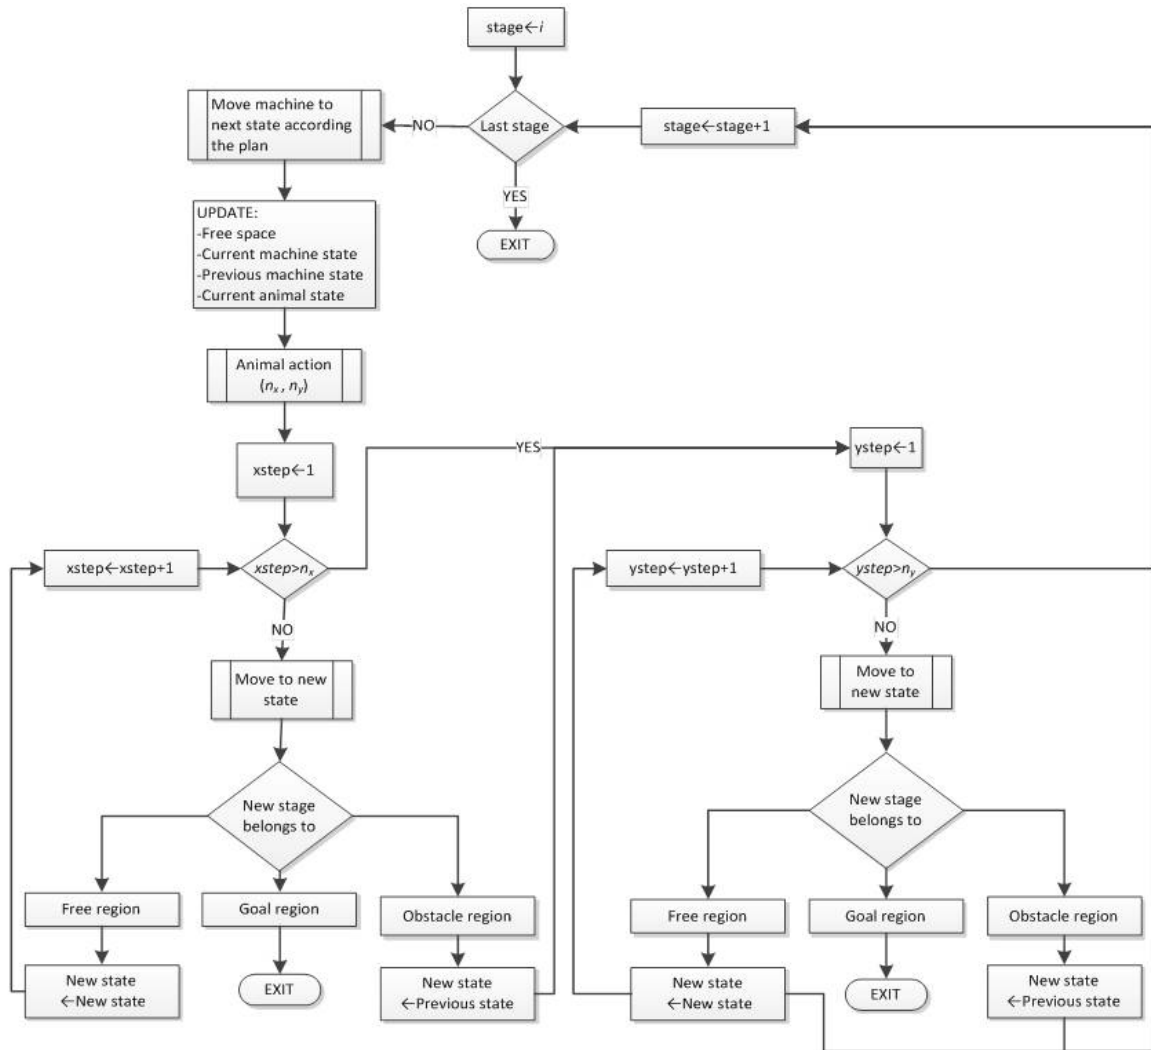 stage←i
Move machine to
next state according
the plan
NO
Last stage
stage←stage+1
YES
EXIT
UPDATE:
-Free space
-Current machine state
-Previous machine state
-Current animal state
Animal action
(nx , ny)
xstep←1
YES
ystep←1
xstep←xstep+1
xstep>nx
ystep←ystep+1
ystep>ny
NO
NO
Move to new
state
Move to
new state
New stage
belongs to
New stage
belongs to
Free region
Goal region
Obstacle region
Free region
Goal region
Obstacle region
New state
←New state
EXIT
New state
←Previous state
New state
←New state
EXIT
New state
←Previous state